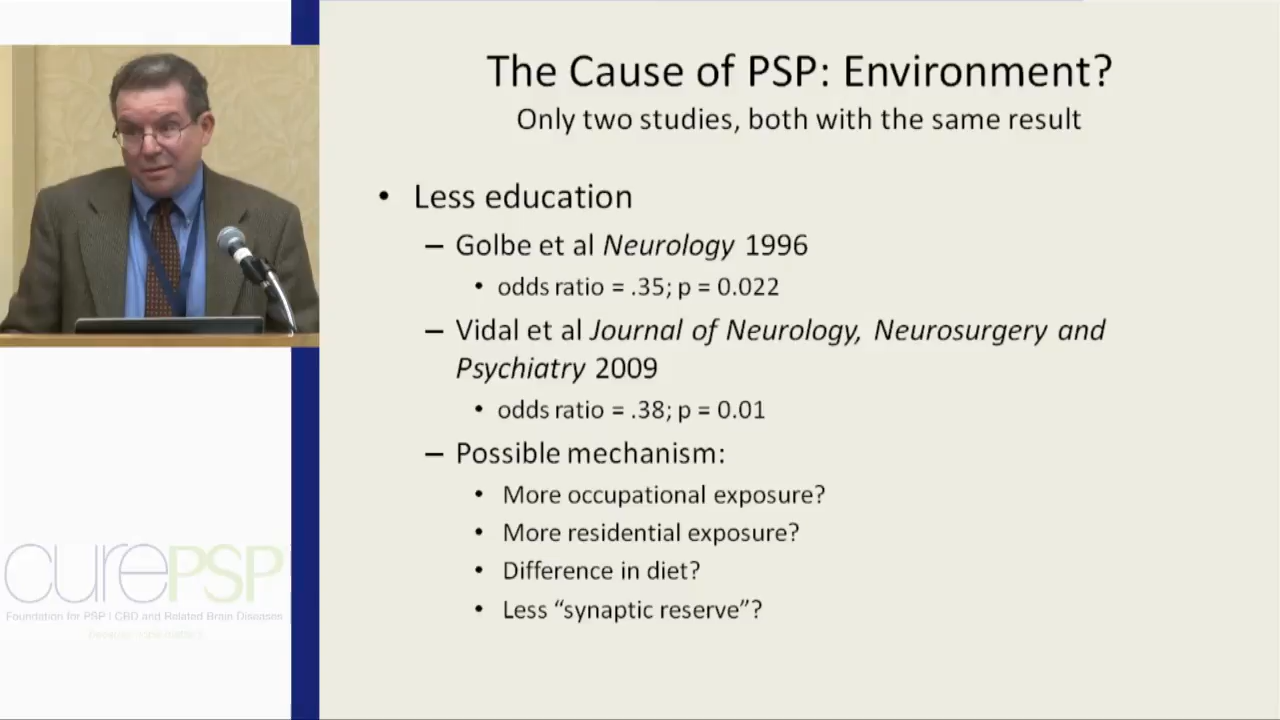 The Cause of PSP: Environment?
Only two studies, both with the same result
• Less education
– Golbe et al Neurology 1996
• odds ratio = .35; p = 0.022
– Vidal et al Journal of Neurology, Neurosurgery and
Psychiatry 2009
• odds ratio = .38; p = 0.01
– Possible mechanism:
• More occupational exposure?
• More residential exposure?
• Difference in diet?
• Less “synaptic reserve”?
curePSP
Foundation for PSP | CBD and Related Brain Diseases